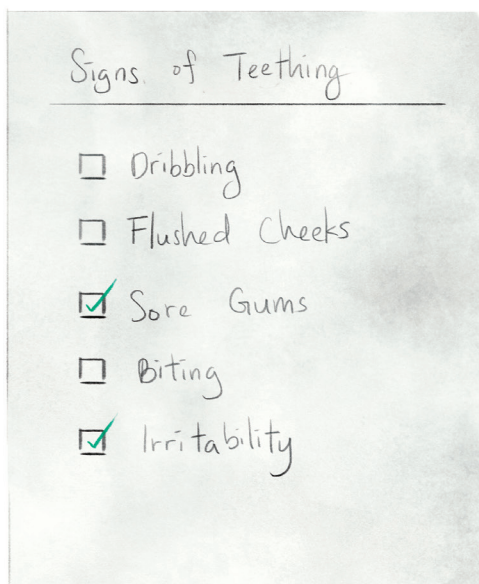 Signs of Teething
Dribbling
Flushed Cheeks
Sore Gums
Biting
Irritability